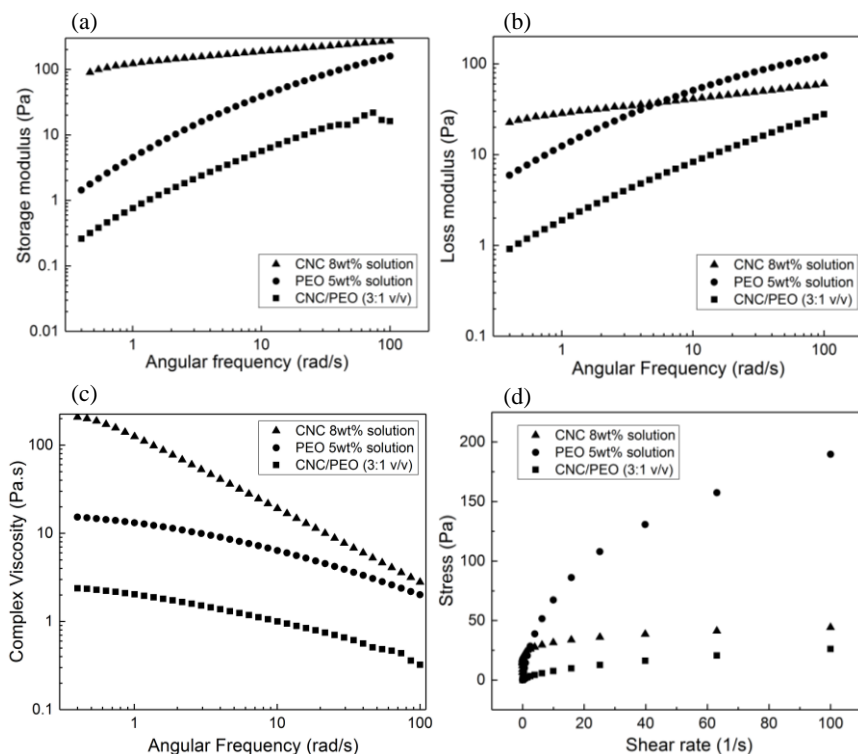 (a)
Storage modulus (Pa)
100
10
1
0.1
0.01
CNC 8wt% solution
PEO 5wt% solution
CNC/PEO (3:1 v/v)
1
10
100
Angular frequency (rad/s)
(b)
Loss modulus (Pa)
100
10
1
0.1
CNC 8wt% solution
PEO 5wt% solution
CNC/PEO (3:1 v/v)
1
10
100
Angular Frequency (rad/s)
(c)
Complex Viscosity (Pa.s)
100
10
1
0.1
CNC 8wt% solution
PEO 5wt% solution
CNC/PEO (3:1 v/v)
1
10
100
Angular Frequency (rad/s)
(d)
Stress (Pa)
200
150
100
50
0
CNC 8wt% solution
PEO 5wt% solution
CNC/PEO (3:1 v/v)
0
20
40
60
80
100
Shear rate (1/s)